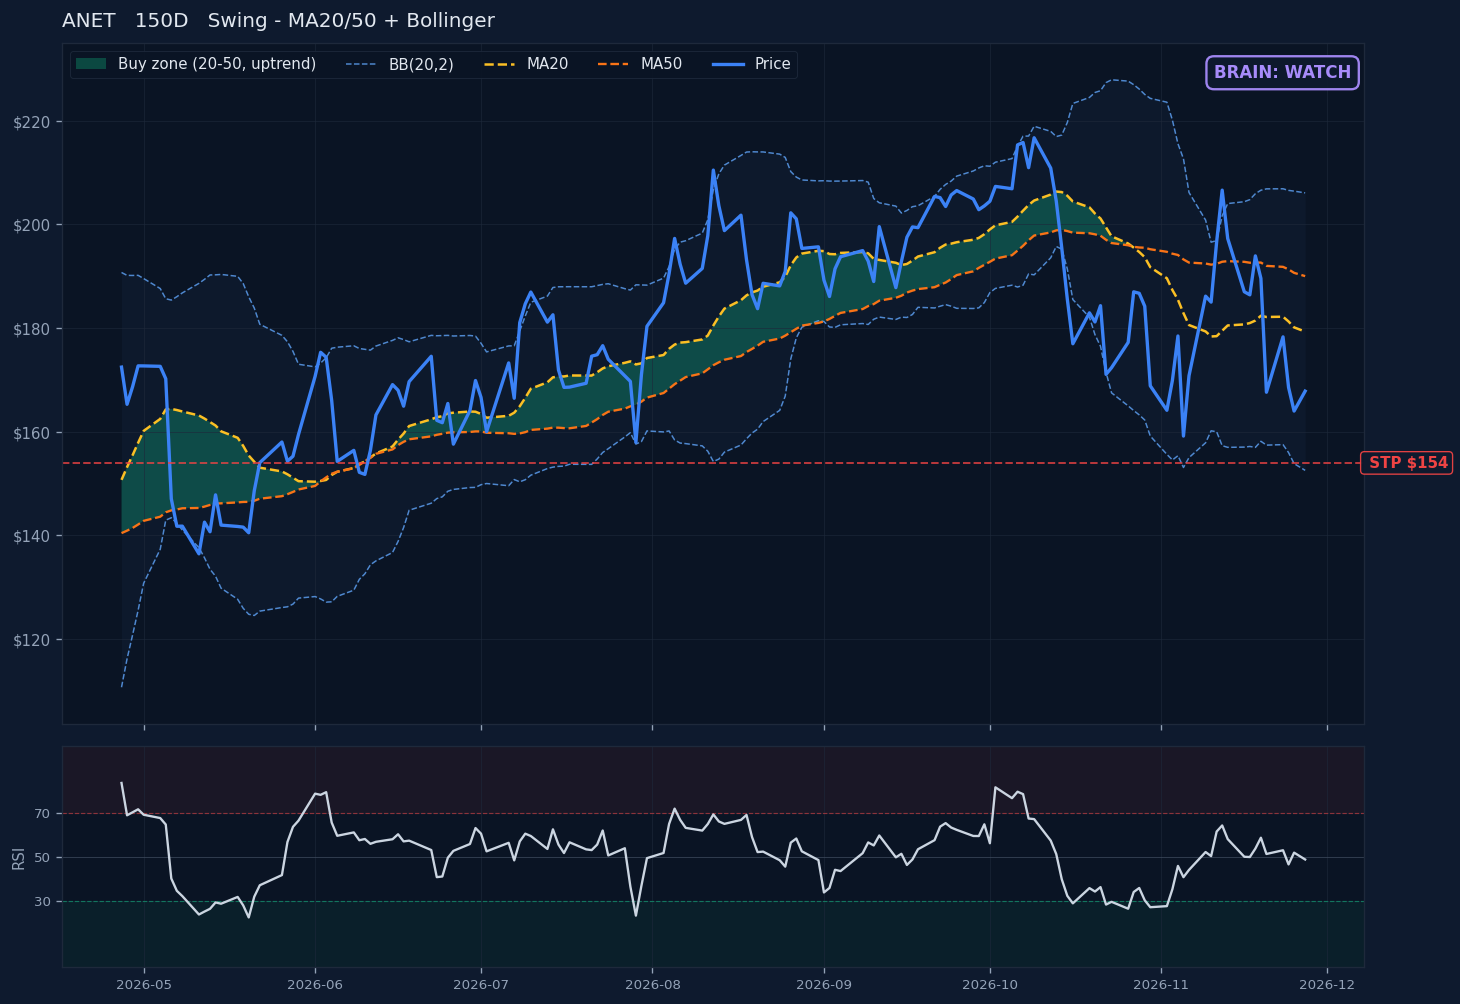 ANET 150D Swing - MA20/50 + Bollinger
Buy zone (20-50, uptrend) BB(20,2) MA20 MA50 Price
BRAIN: WATCH
$220
$200
$180
$160
STP $154
$140
$120
70
50
30
RSI
2026-05 2026-06 2026-07 2026-08 2026-09 2026-10 2026-11 2026-12